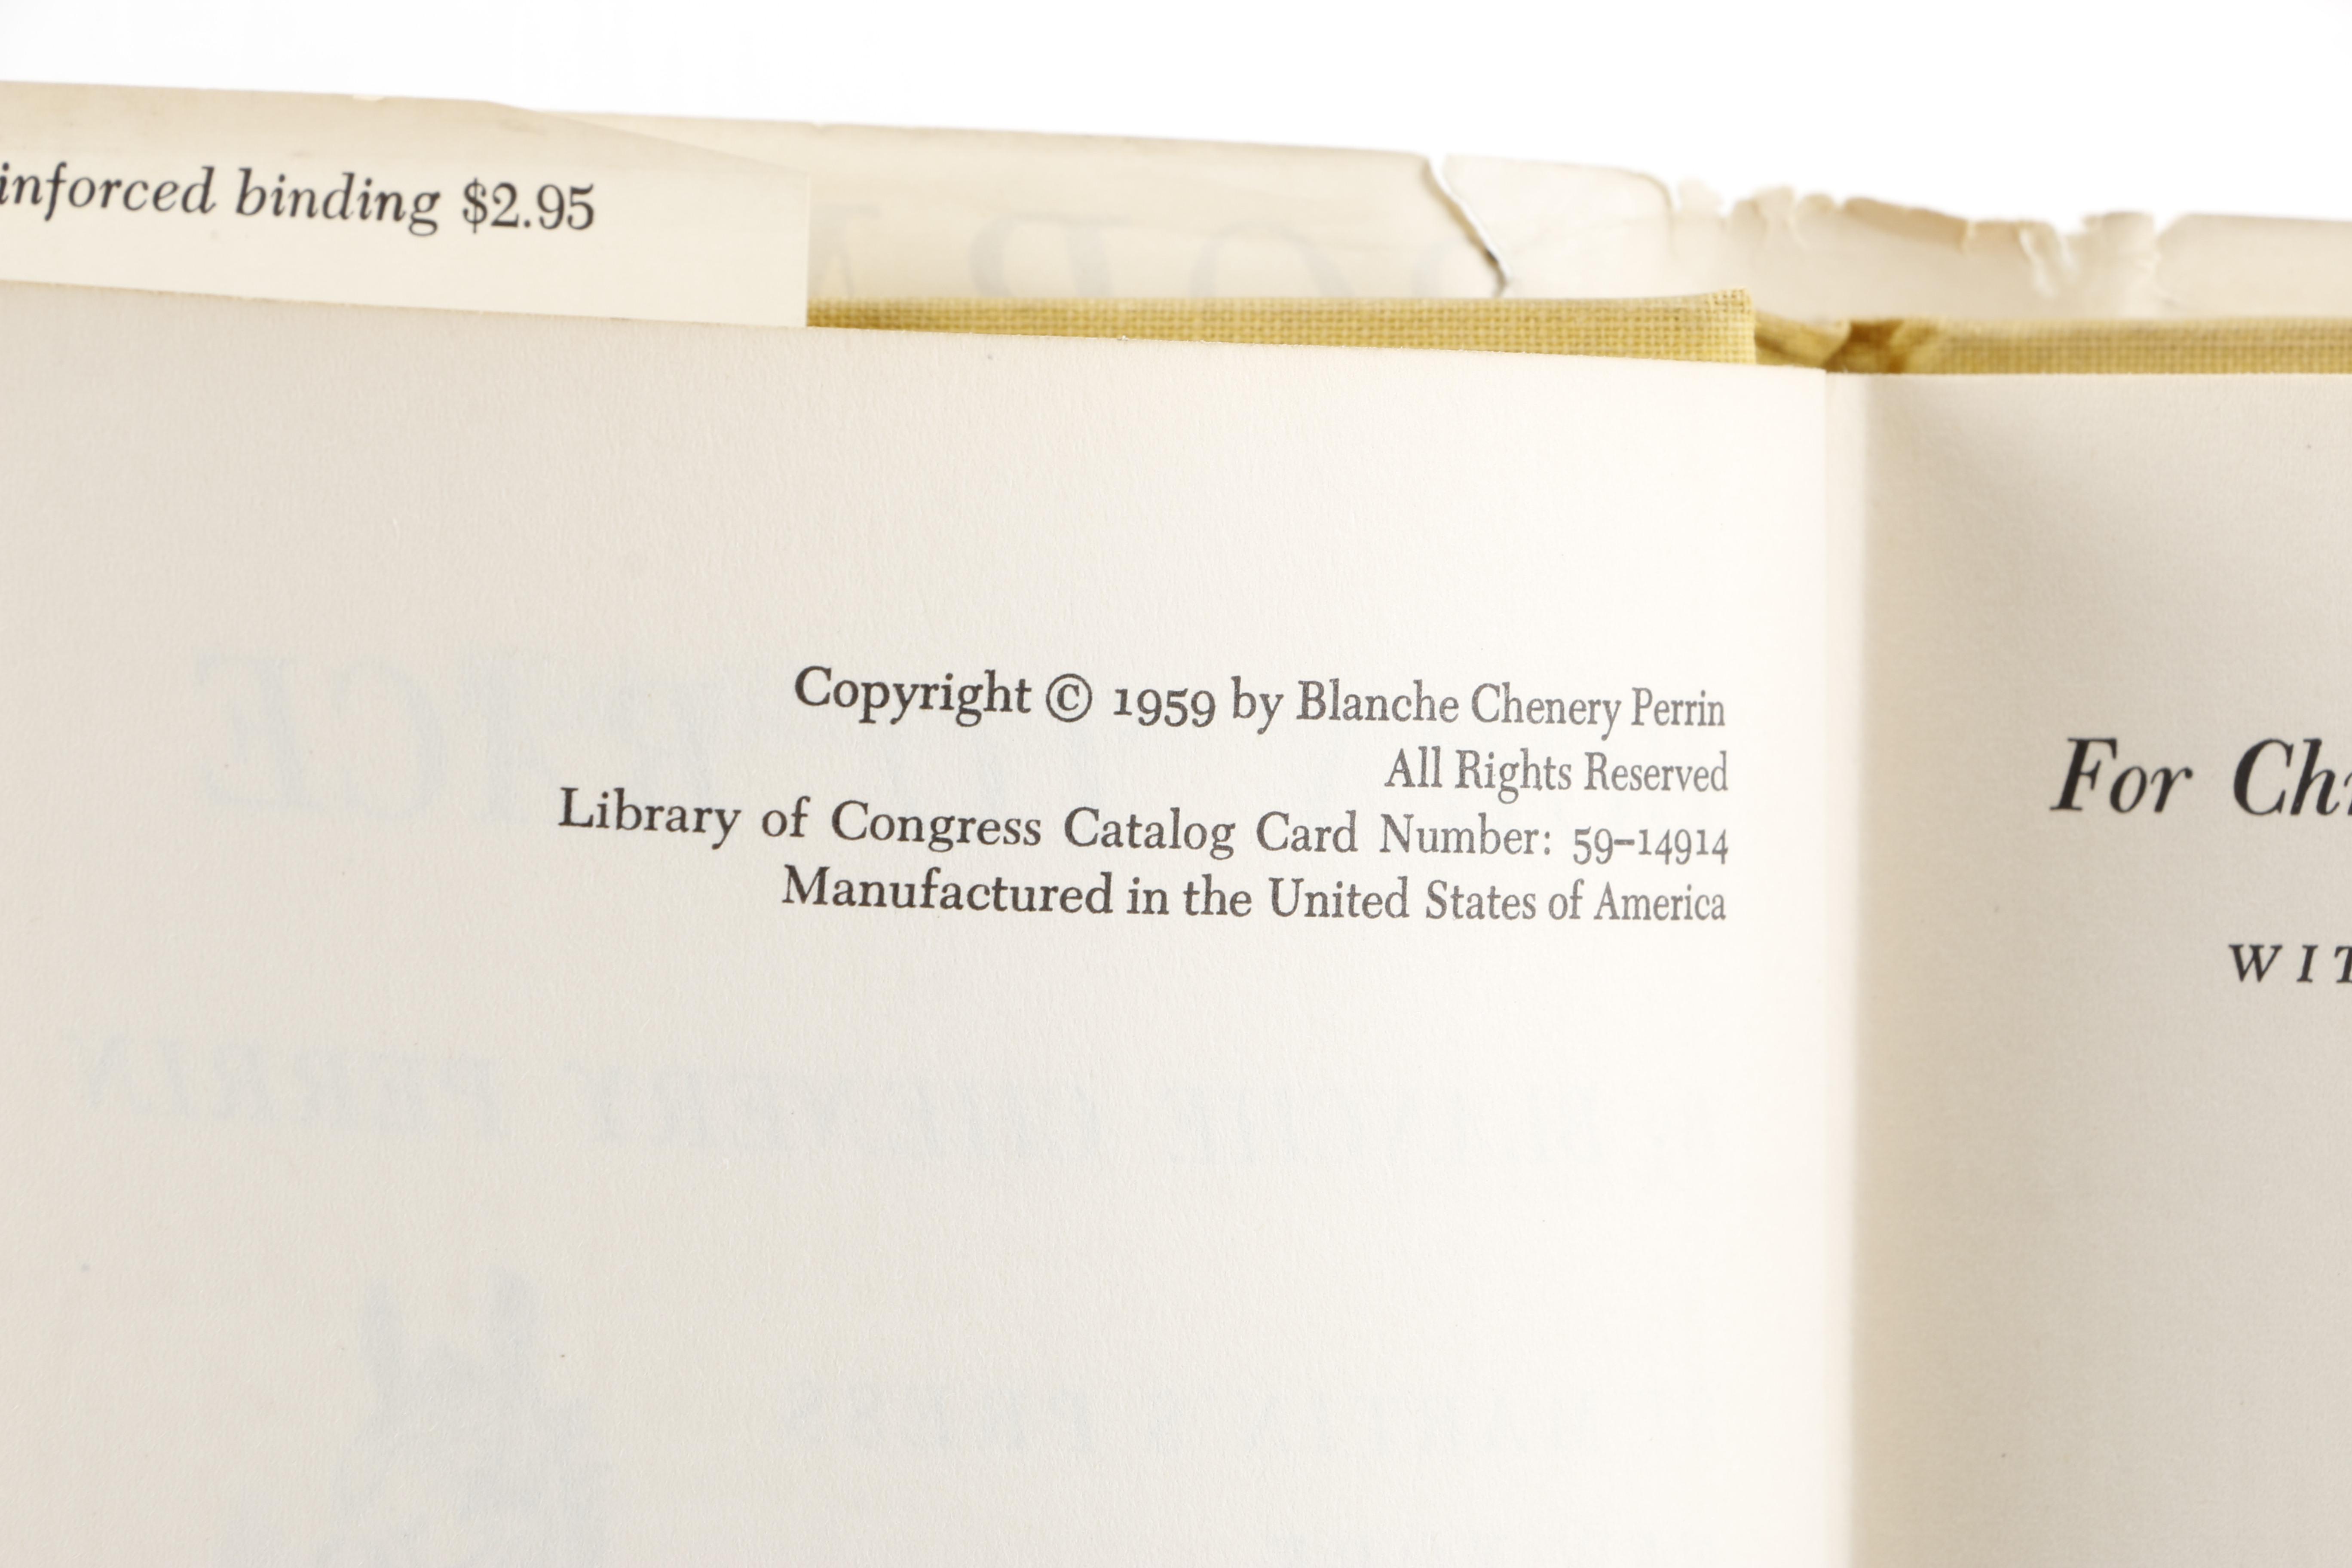 inforced binding $2.95
Copyright © 1959 by Blanche Chenery Perrin
All Rights Reserved
Library of Congress Catalog Card Number: 59–14914
Manufactured in the United States of America
For
WIT